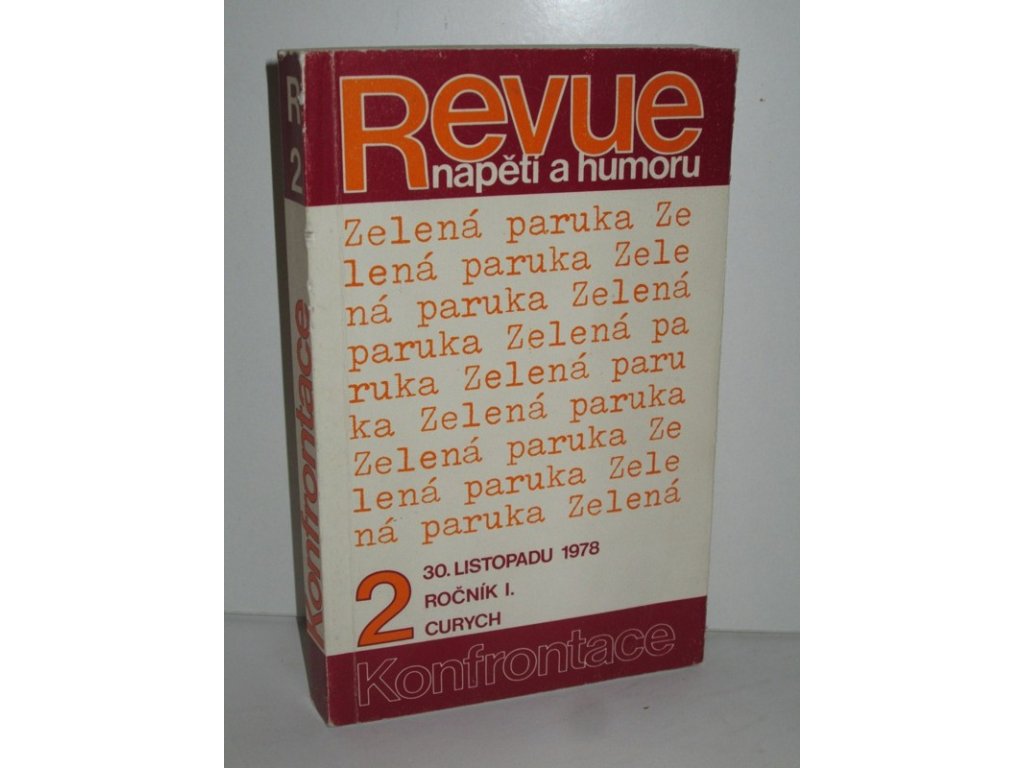 Revue
napětí a humoru
Zelená paruka Ze
lená paruka Zele
ná paruka Zelená
paruka Zelená pa
ruka Zelená paru
ka Zelená paruka
Zelená paruka Ze
lená paruka Zele
ná paruka Zelená
2
30. LISTOPADU 1978
ROČNÍK I.
CURYCH
Konfrontace
R
2
Konfrontace